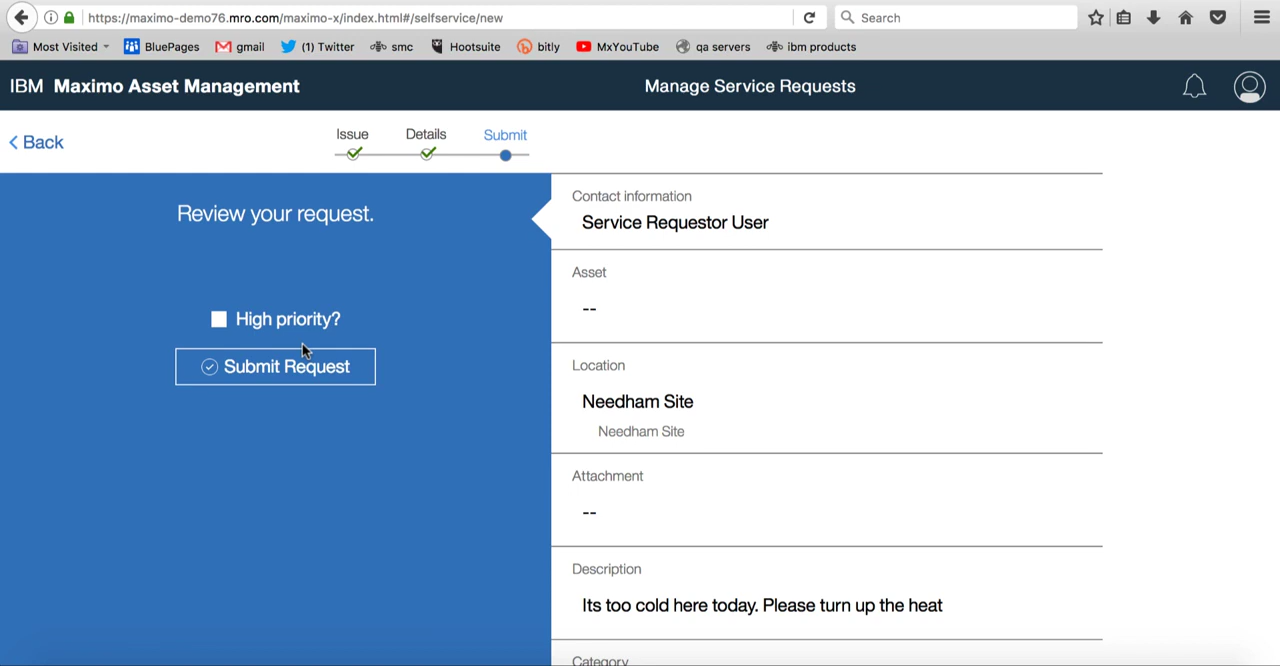 https://maximo-demo76.mro.com/maximo-x/index.html#/selfservice/new
Search
Most Visited
BluePages
gmail
(1) Twitter
smc
Hootsuite
bitly
MxYouTube
qa servers
ibm products
IBM Maximo Asset Management
Manage Service Requests
Back
Issue
Details
Submit
Review your request.
High priority?
Submit Request
Contact information
Service Requestor User
Asset
--
Location
Needham Site
Needham Site
Attachment
--
Description
Its too cold here today. Please turn up the heat
Category